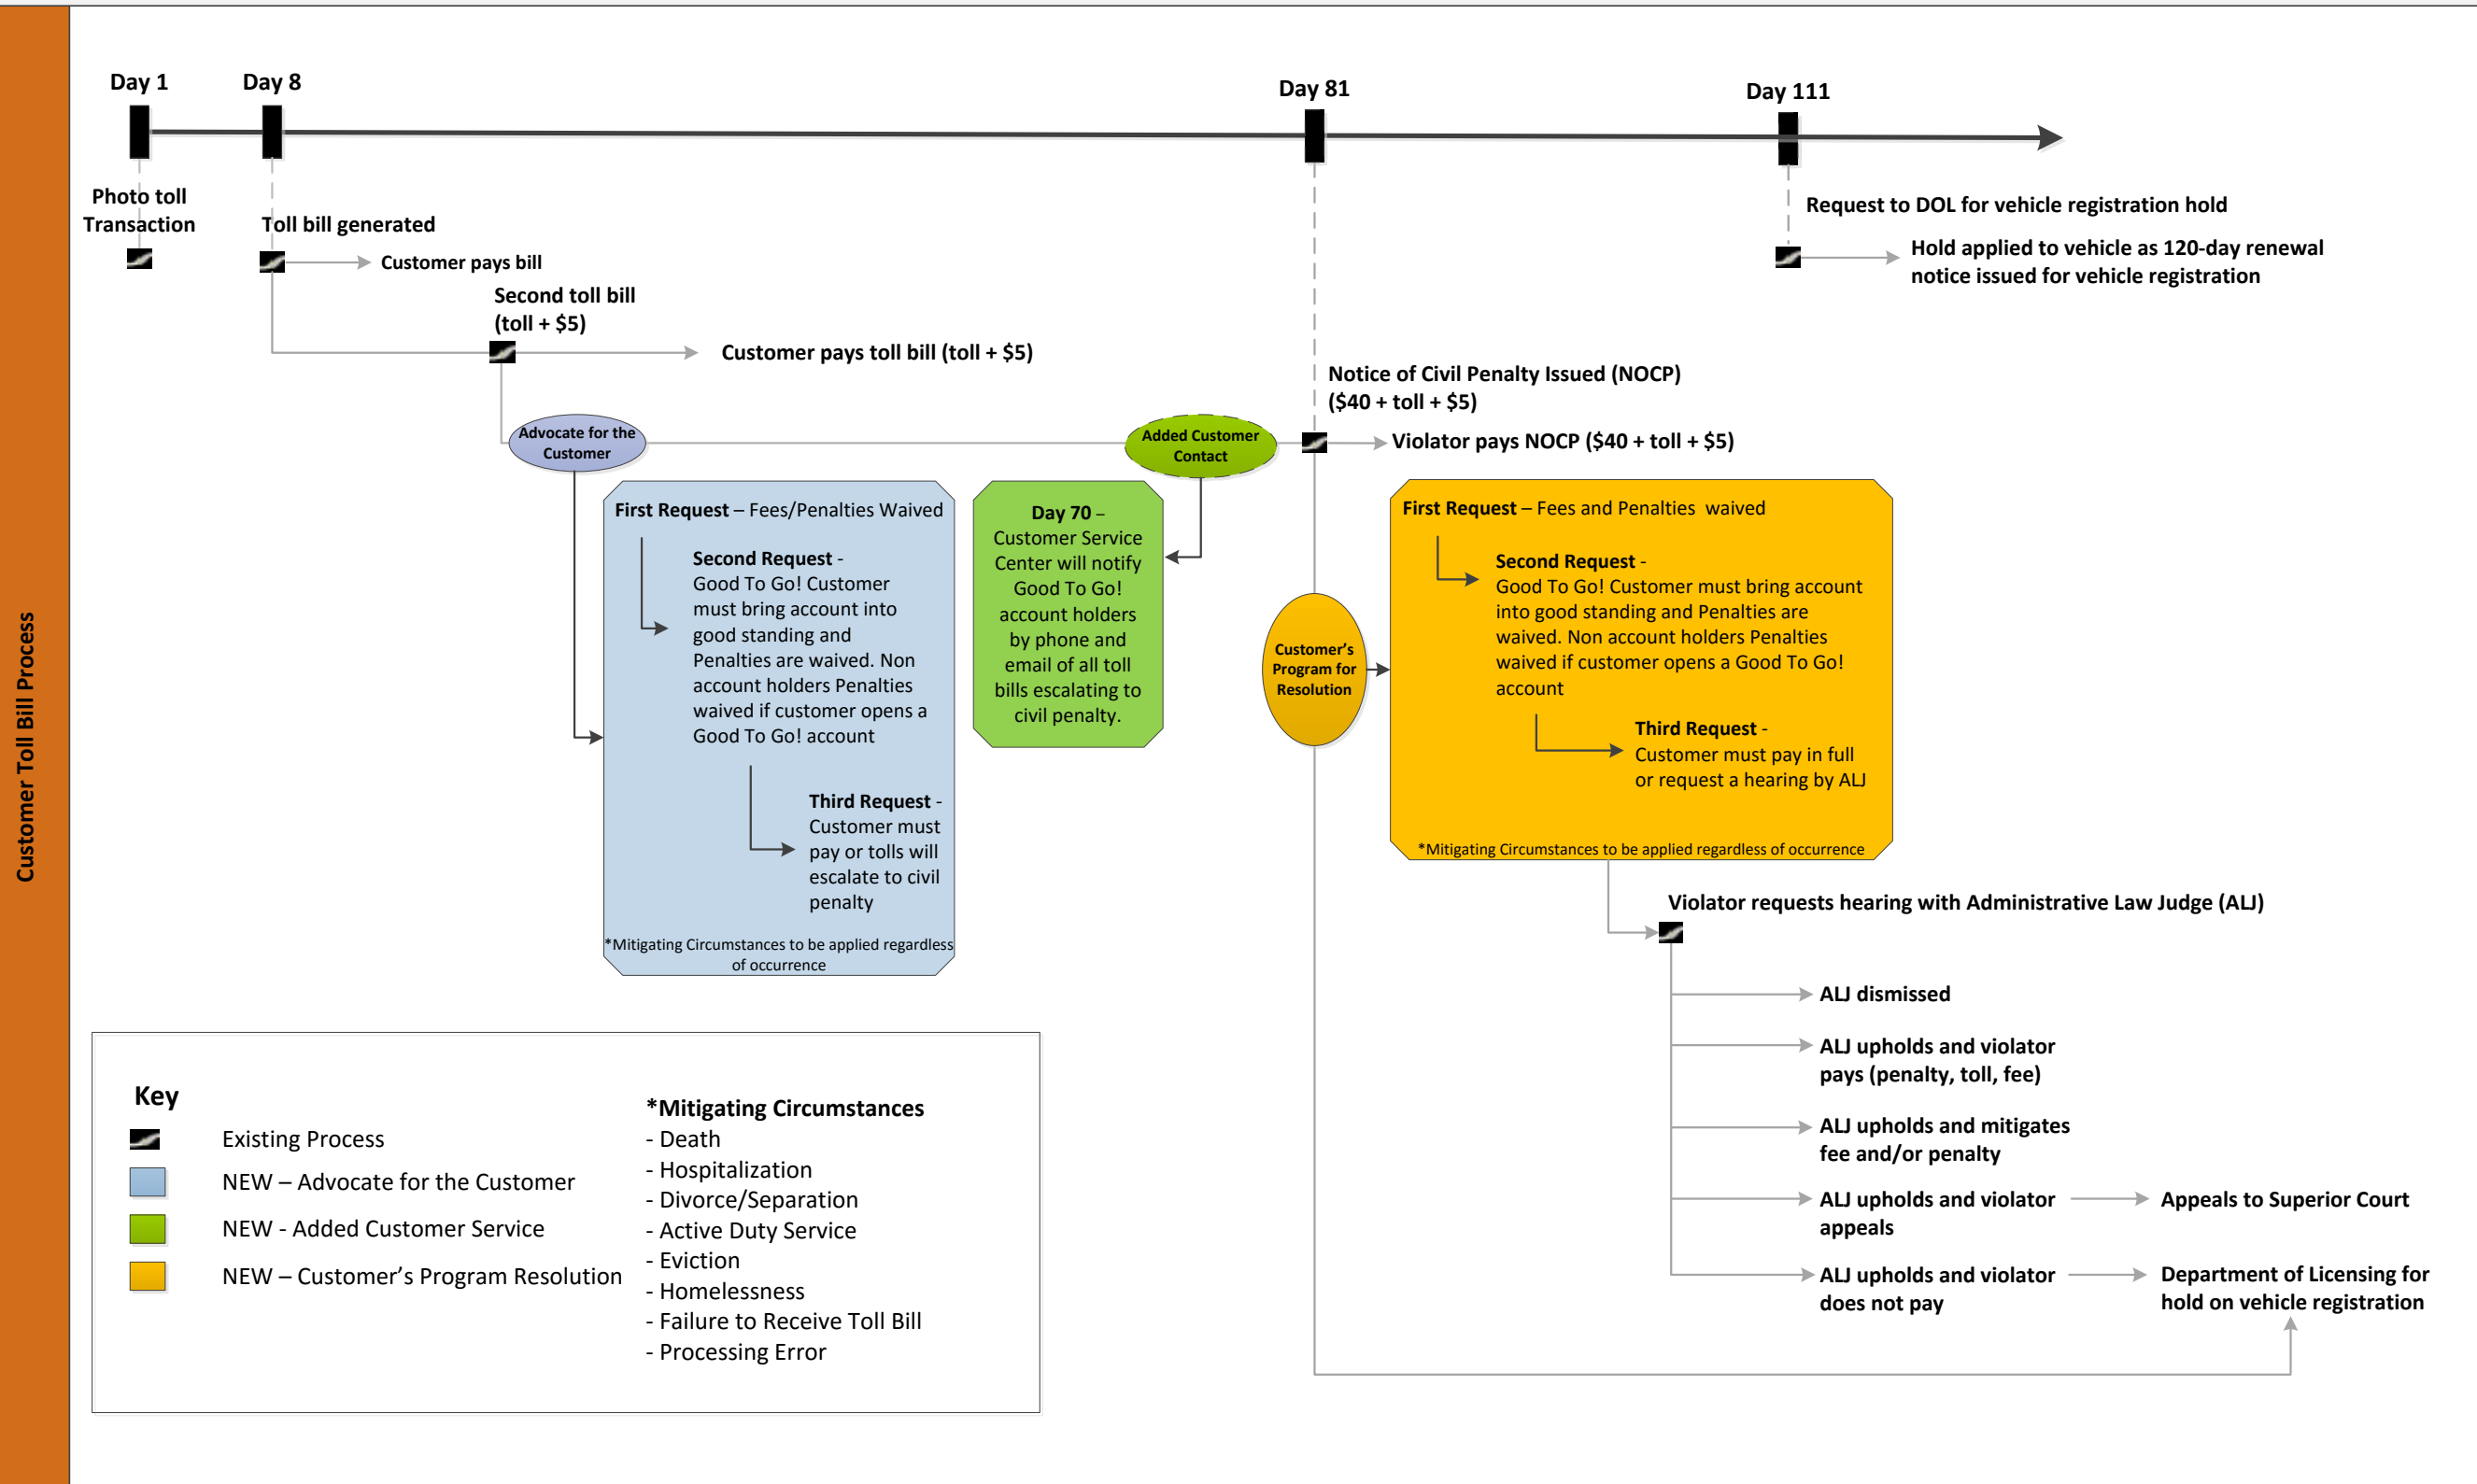 Customer Toll Bill Process
Day 1
Day 8
Day 81
Day 111
Photo toll
Transaction
Toll bill generated
Customer pays bill
Second toll bill
(toll + $5)
Customer pays toll bill (toll + $5)
Request to DOL for vehicle registration hold
Hold applied to vehicle as 120-day renewal
notice issued for vehicle registration
Notice of Civil Penalty Issued (NOCP)
($40 + toll + $5)
Violator pays NOCP ($40 + toll + $5)
Advocate for the
Customer
Added Customer
Contact
First Request – Fees/Penalties Waived
Second Request -
Good To Go! Customer
must bring account into
good standing and
Penalties are waived. Non
account holders Penalties
waived if customer opens a
Good To Go! account
Third Request -
Customer must
pay or tolls will
escalate to civil
penalty
*Mitigating Circumstances to be applied regardless
of occurrence
Day 70 –
Customer Service
Center will notify
Good To Go!
account holders
by phone and
email of all toll
bills escalating to
civil penalty.
Customer's
Program for
Resolution
First Request – Fees and Penalties  waived
Second Request -
Good To Go! Customer must bring account
into good standing and Penalties are
waived. Non account holders Penalties
waived if customer opens a Good To Go!
account
Third Request -
Customer must pay in full
or request a hearing by ALJ
*Mitigating Circumstances to be applied regardless of occurrence
Violator requests hearing with Administrative Law Judge (ALJ)
ALJ dismissed
ALJ upholds and violator
pays (penalty, toll, fee)
ALJ upholds and mitigates
fee and/or penalty
ALJ upholds and violator
appeals
Appeals to Superior Court
ALJ upholds and violator
does not pay
Department of Licensing for
hold on vehicle registration
Key
Existing Process
NEW – Advocate for the Customer
NEW - Added Customer Service
NEW – Customer's Program Resolution
*Mitigating Circumstances
- Death
- Hospitalization
- Divorce/Separation
- Active Duty Service
- Eviction
- Homelessness
- Failure to Receive Toll Bill
- Processing Error